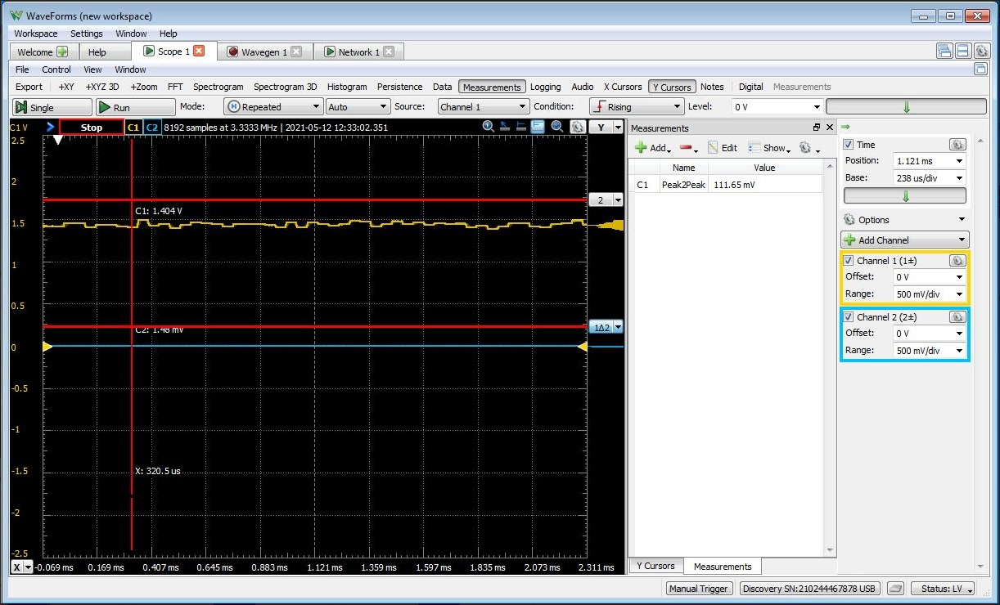 WaveForms (new workspace)
Workspace Settings Window Help
Welcome Help Scope 1 Wavegen 1 Network 1
File Control View Window
Export +XY +XYZ 3D +Zoom FFT Spectrogram Spectrogram 3D Histogram Persistence Data Measurements Logging Audio X Cursors Y Cursors Notes Digital Measurements
Single Run Mode: Repeated Auto Source: Channel 1 Condition: Rising Level: 0 V
C1 V Stop C1 C2 8192 samples at 3.3333 MHz | 2021-05-12 12:33:02.351 Y
2.5
2
1.5
1
0.5
0
-0.5
-1
-1.5
-2
-2.5
C1: 1.404 V
C2: 1.48 mV
X: 320.5 us
2
1Δ2
X -0.069 ms 0.169 ms 0.407 ms 0.645 ms 0.883 ms 1.121 ms 1.359 ms 1.597 ms 1.835 ms 2.073 ms 2.311 ms
Measurements
Add Edit Show
Name Value
C1 Peak2Peak 111.65 mV
Y Cursors Measurements
Time
Position: 1.121 ms
Base: 238 us/div
Options
Add Channel
Channel 1 (1±)
Offset: 0 V
Range: 500 mV/div
Channel 2 (2±)
Offset: 0 V
Range: 500 mV/div
Manual Trigger Discovery SN:210244467878 USB Status: LV